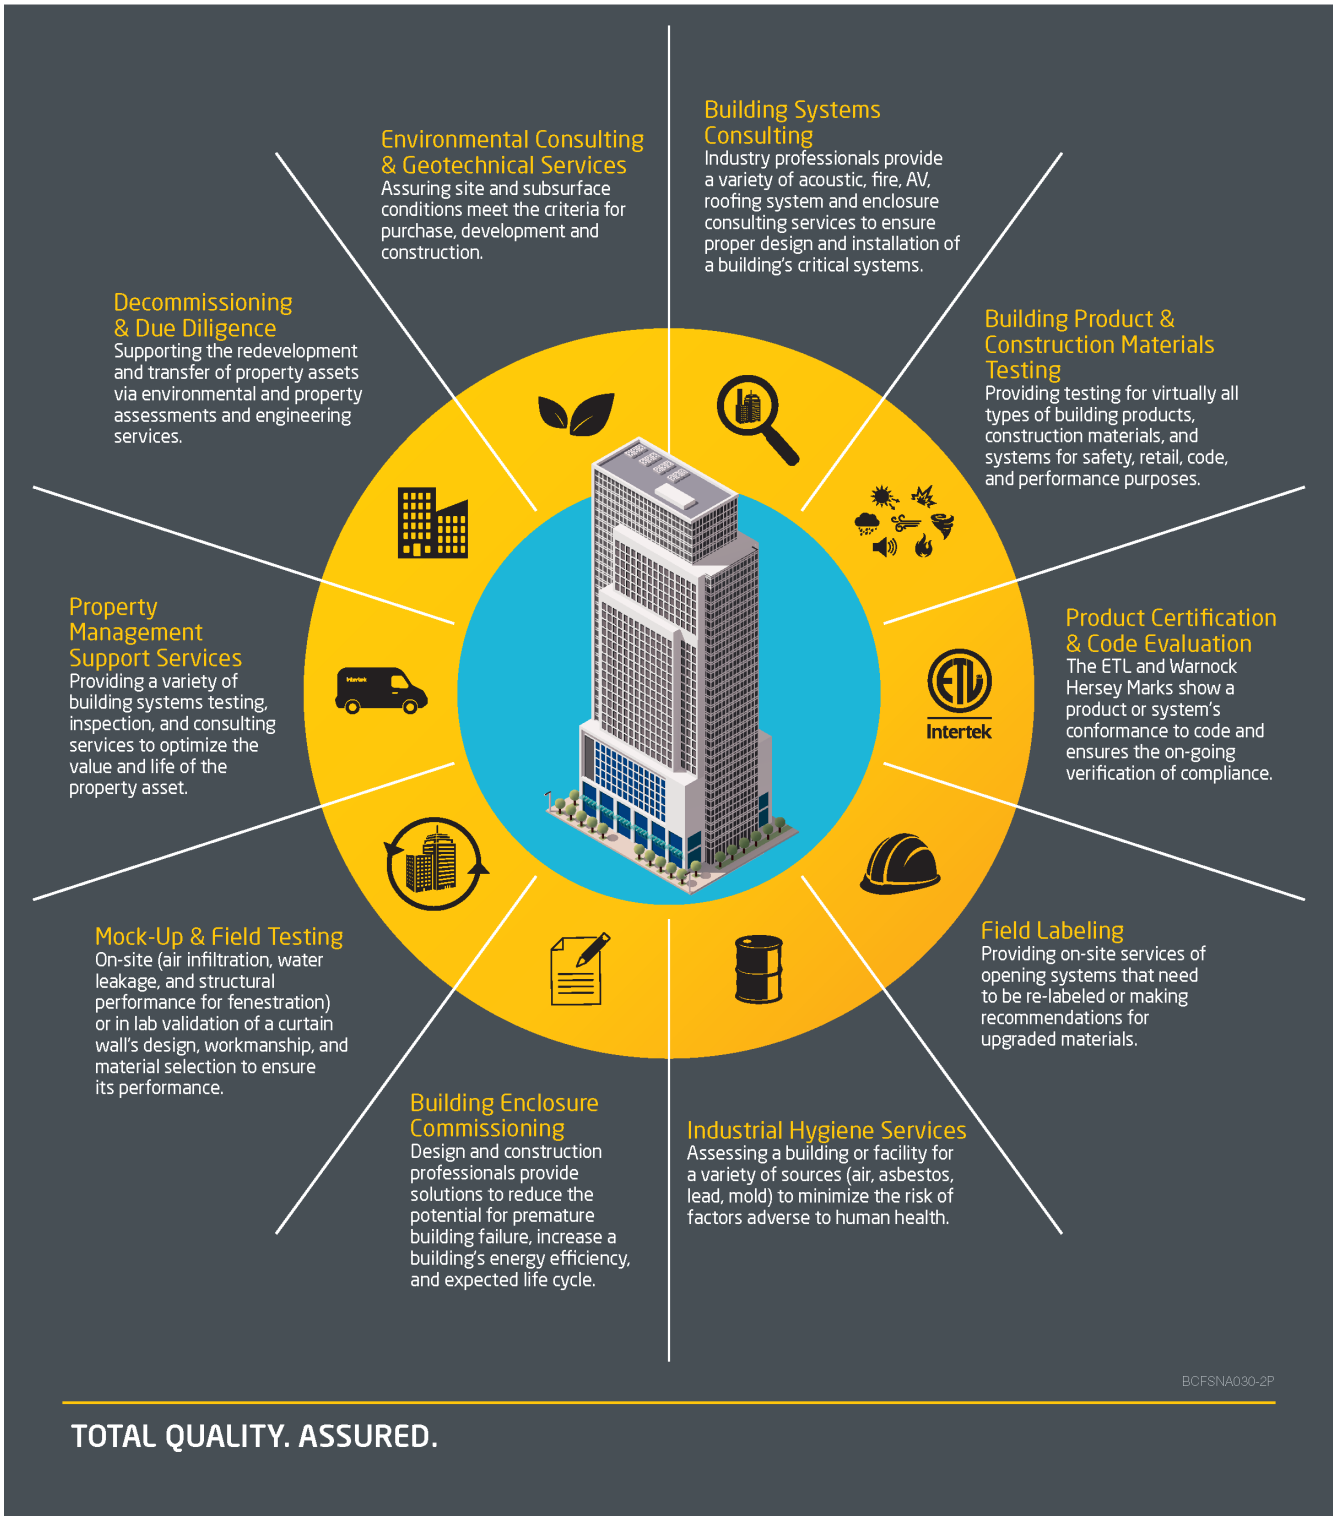 Environmental Consulting
& Geotechnical Services
Assuring site and subsurface
conditions meet the criteria for
purchase, development and
construction.
Building Systems
Consulting
Industry professionals provide
a variety of acoustic, fire, AV,
roofing system and enclosure
consulting services to ensure
proper design and installation of
a building's critical systems.
Building Product &
Construction Materials
Testing
Providing testing for virtually all
types of building products,
construction materials, and
systems for safety, retail, code,
and performance purposes.
Product Certification
& Code Evaluation
The ETL and Warnock
Hersey Marks show a
product or system's
conformance to code and
ensures the on-going
verification of compliance.
ETL
Intertek
Field Labeling
Providing on-site services of
opening systems that need
to be re-labeled or making
recommendations for
upgraded materials.
Industrial Hygiene Services
Assessing a building or facility for
a variety of sources (air, asbestos,
lead, mold) to minimize the risk of
factors adverse to human health.
Building Enclosure
Commissioning
Design and construction
professionals provide
solutions to reduce the
potential for premature
building failure, increase a
building's energy efficiency,
and expected life cycle.
Mock-Up & Field Testing
On-site (air infiltration, water
leakage, and structural
performance for fenestration)
or in lab validation of a curtain
wall's design, workmanship, and
material selection to ensure
its performance.
Property
Management
Support Services
Providing a variety of
building systems testing,
inspection, and consulting
services to optimize the
value and life of the
property asset.
Intertek
Decommissioning
& Due Diligence
Supporting the redevelopment
and transfer of property assets
via environmental and property
assessments and engineering
services.
BCFSNA030-2P
TOTAL QUALITY. ASSURED.